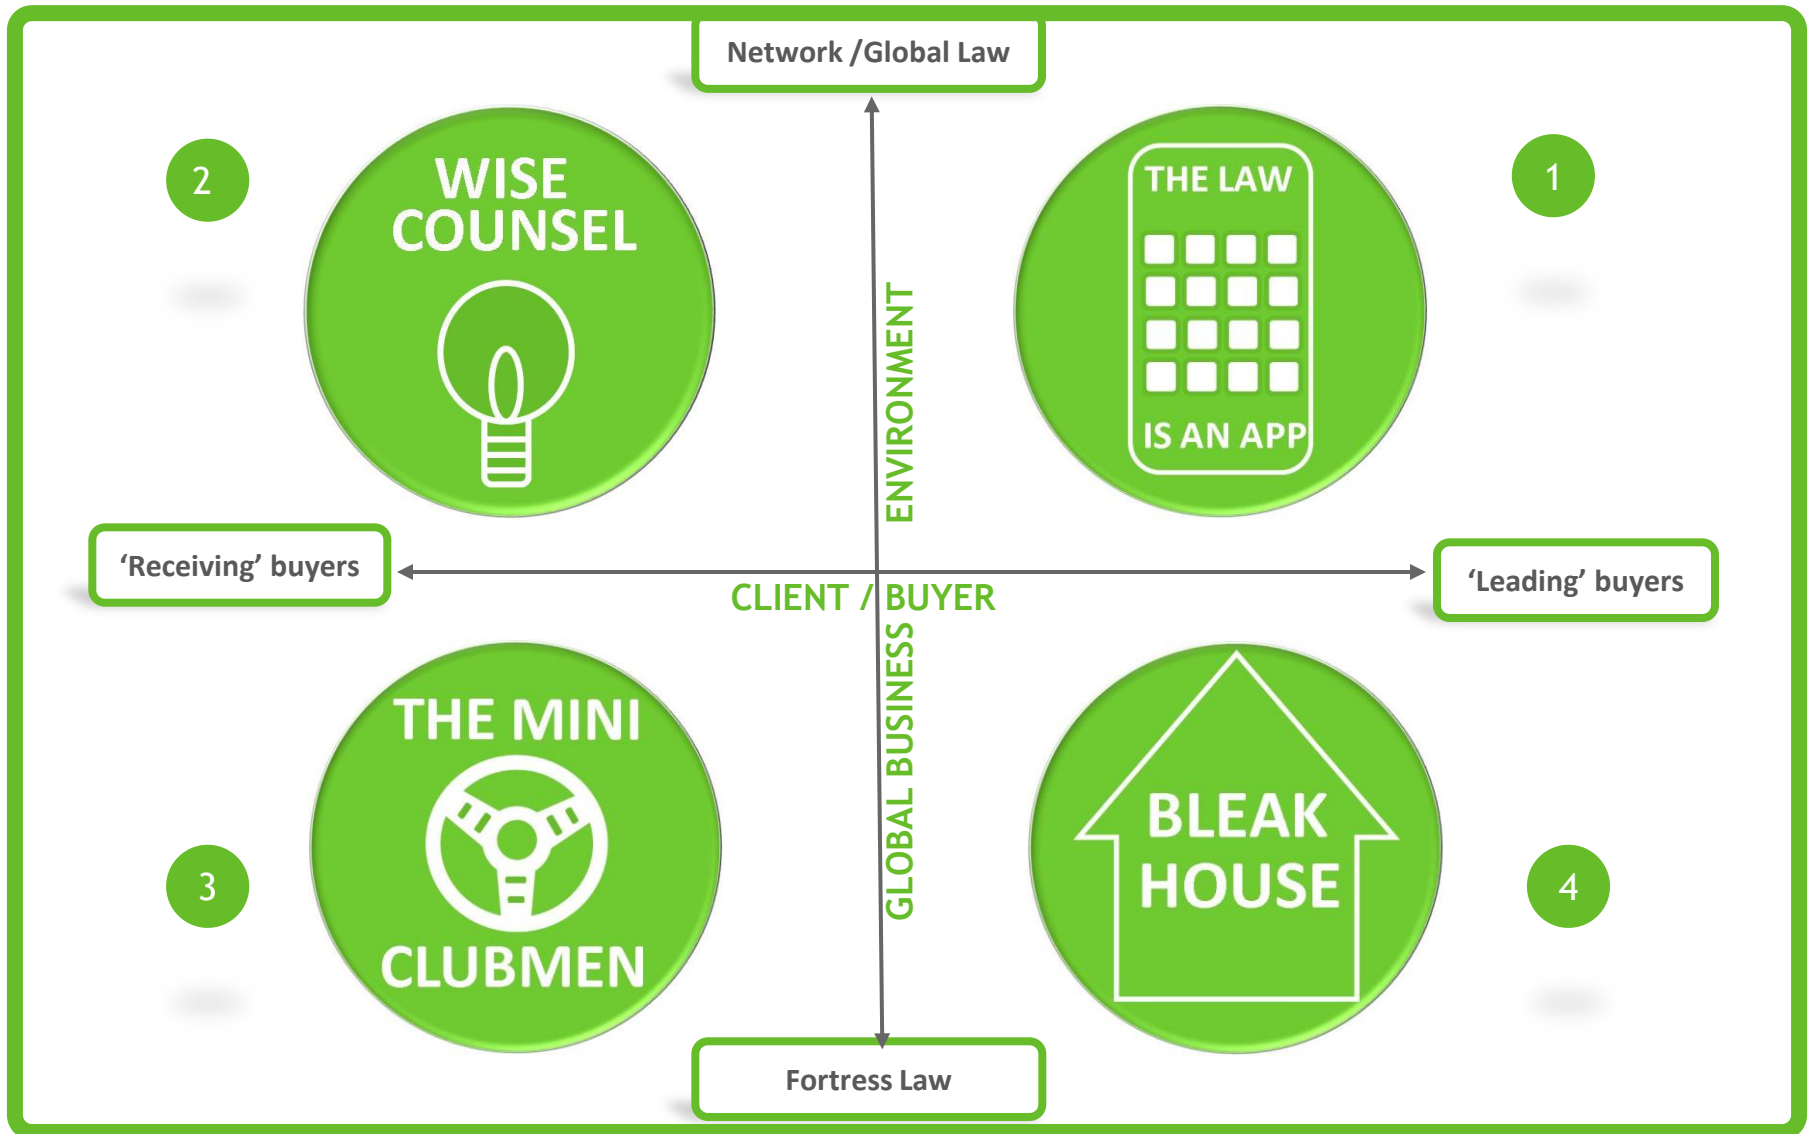 Network /Global Law
2
WISE
COUNSEL
THE LAW
IS AN APP
1
ENVIRONMENT
‘Receiving’ buyers
CLIENT / BUYER
‘Leading’ buyers
GLOBAL BUSINESS
3
THE MINI
CLUBMEN
BLEAK
HOUSE
4
Fortress Law